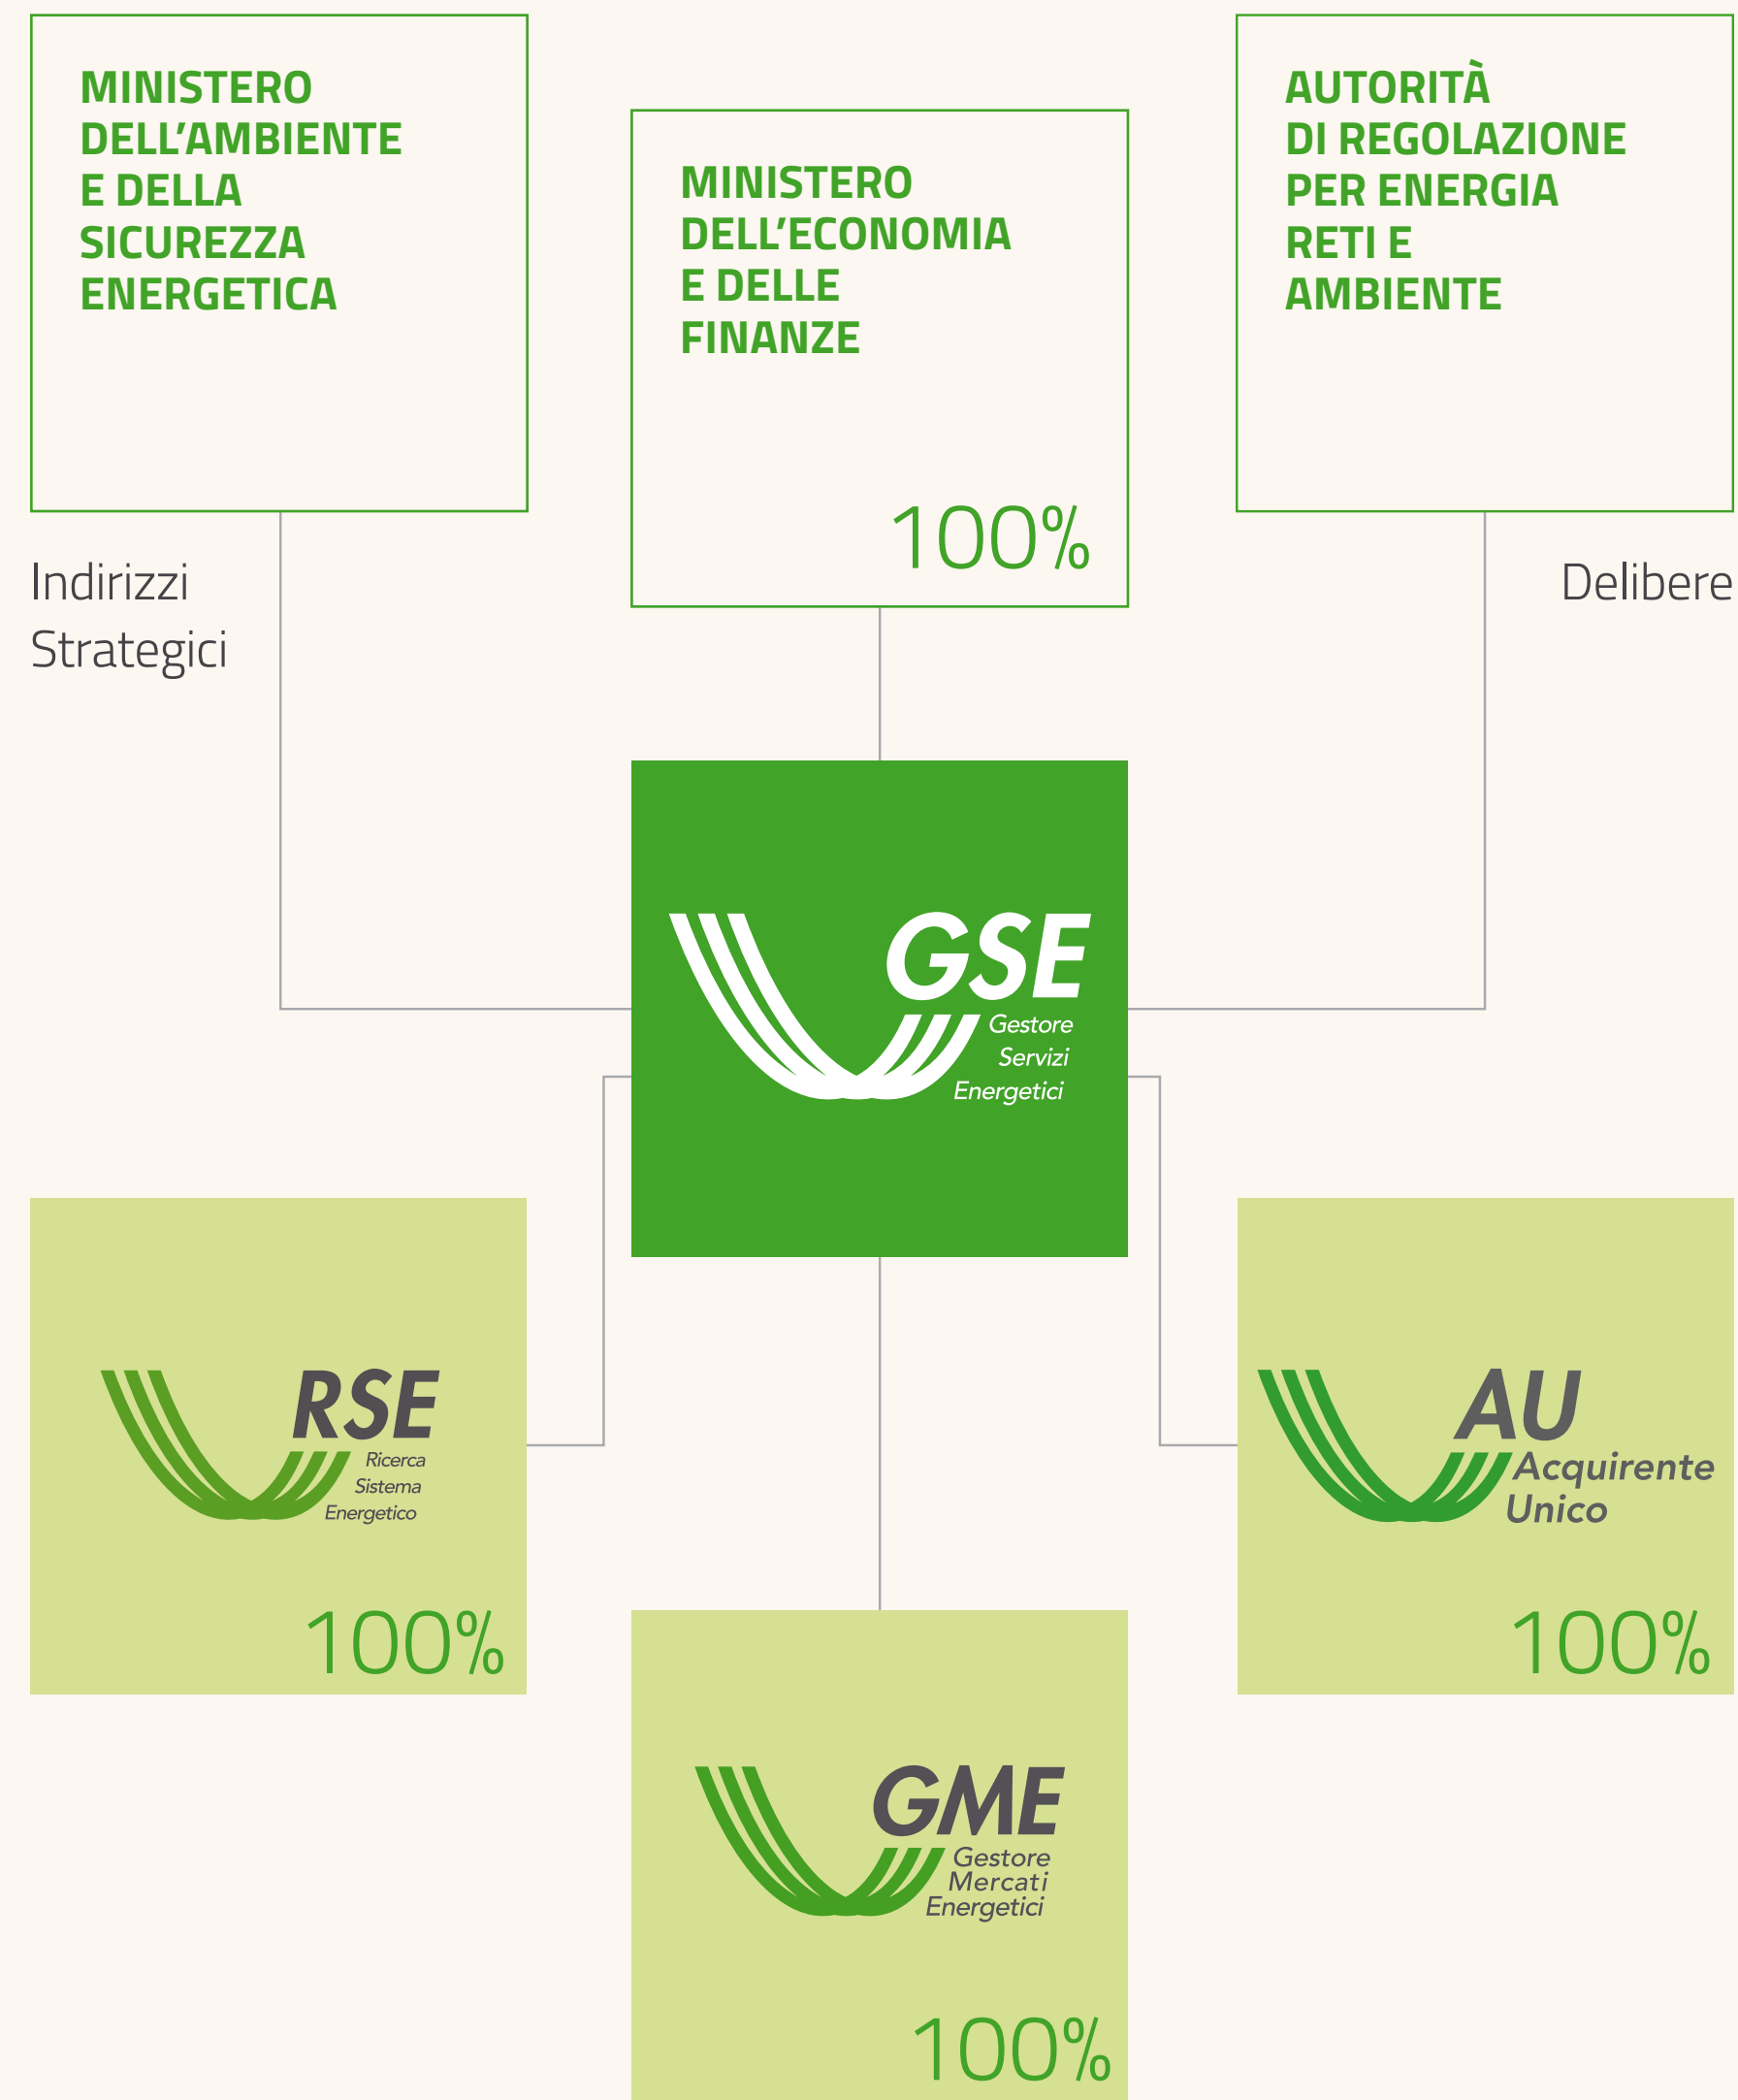 MINISTERO
DELL’AMBIENTE
E DELLA
SICUREZZA
ENERGETICA
MINISTERO
DELL’ECONOMIA
E DELLE
FINANZE
100%
AUTORITÀ
DI REGOLAZIONE
PER ENERGIA
RETI E
AMBIENTE
Indirizzi
Strategici
Delibere
GSE
Gestore
Servizi
Energetici
RSE
Ricerca
Sistema
Energetico
100%
AU
Acquirente
Unico
100%
GME
Gestore
Mercati
Energetici
100%